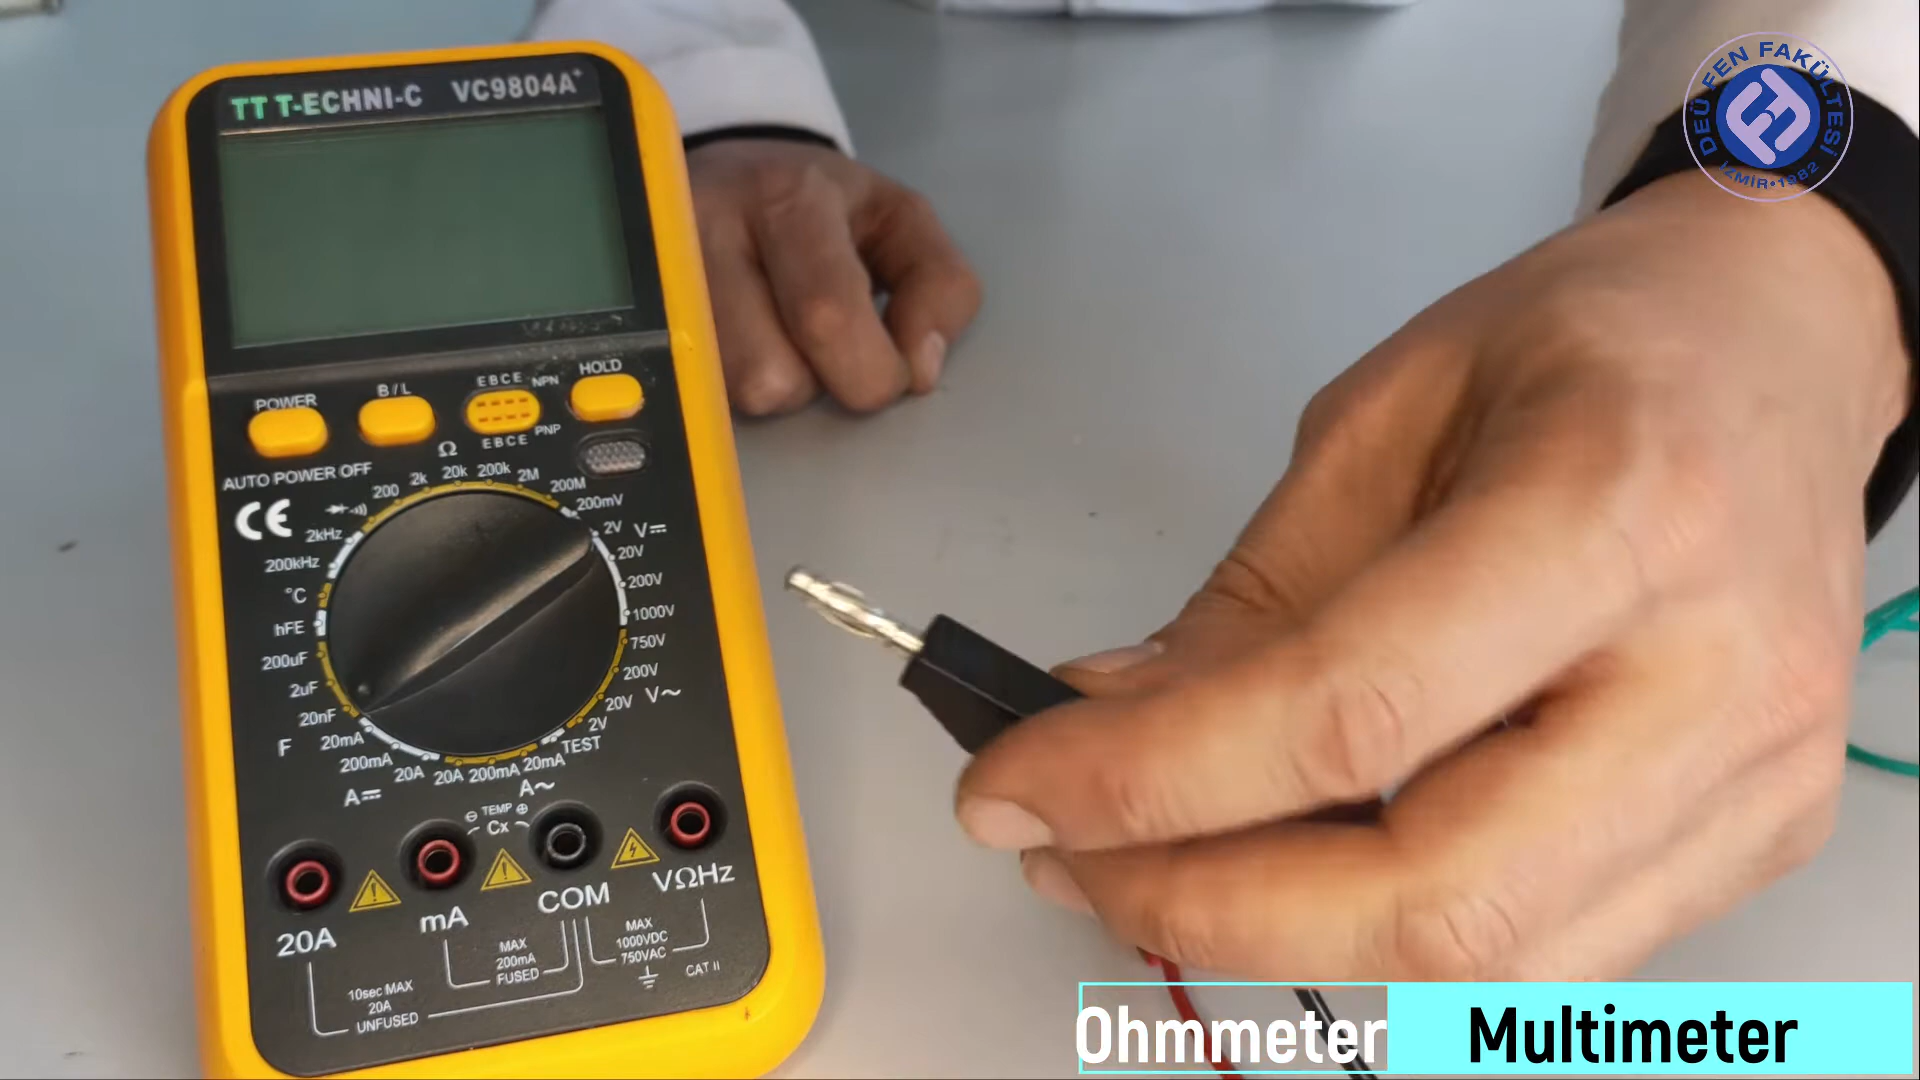 TT T-ECHNI-C VC9804A+
POWER
B / L
E B C E NPN
HOLD
E B C E PNP
AUTO POWER OFF
Ω
200
2k
20k
200k
2M
200M
CE
2kHz
200kHz
°C
hFE
200uF
2uF
20nF
F
200mV
2V
V
20V
200V
1000V
750V
200V
20V
V~
2V
TEST
20mA
200mA
20A
20A
200mA
20mA
A
A~
TEMP
Cx
20A
mA
COM
VΩHz
10sec MAX
20A
UNFUSED
MAX
200mA
FUSED
MAX
1000VDC
750VAC
CAT II
DEÜ FEN FAKÜLTESİ
İZMİR•1982
Ohmmeter
Multimeter